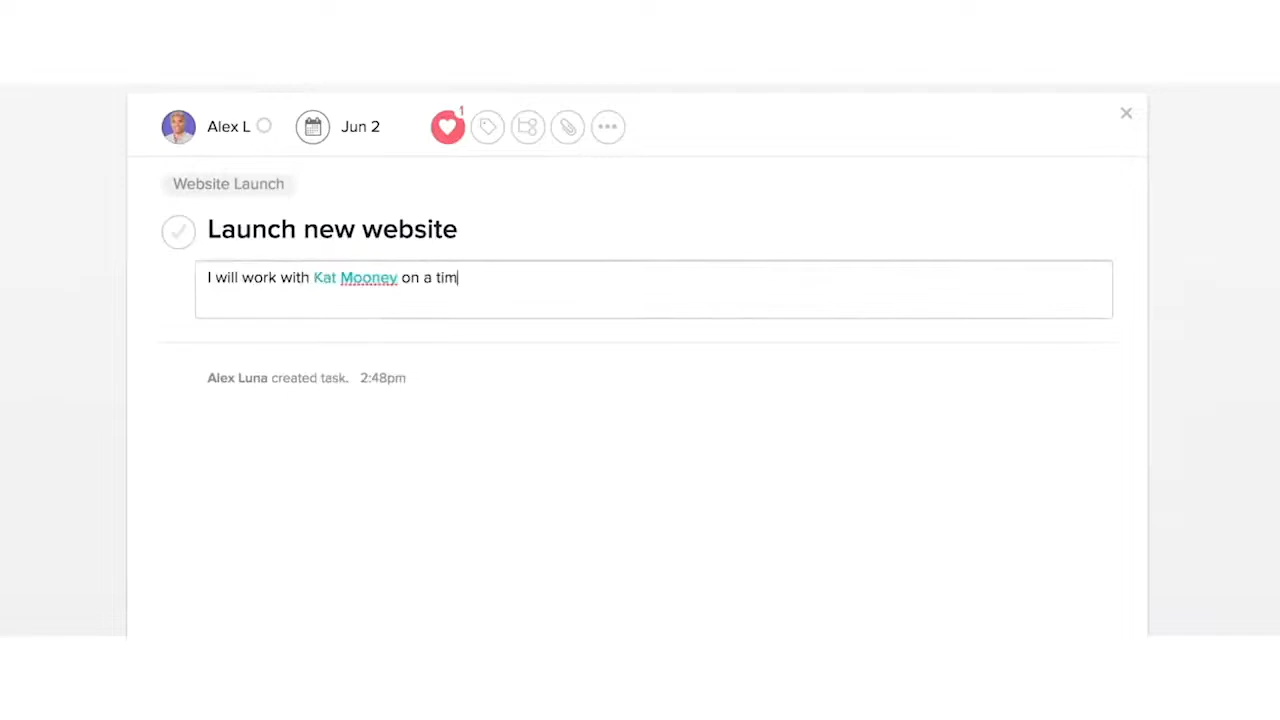 Alex L Jun 2 1
Website Launch
Launch new website
I will work with Kat Mooney on a tim
Alex Luna created task. 2:48pm